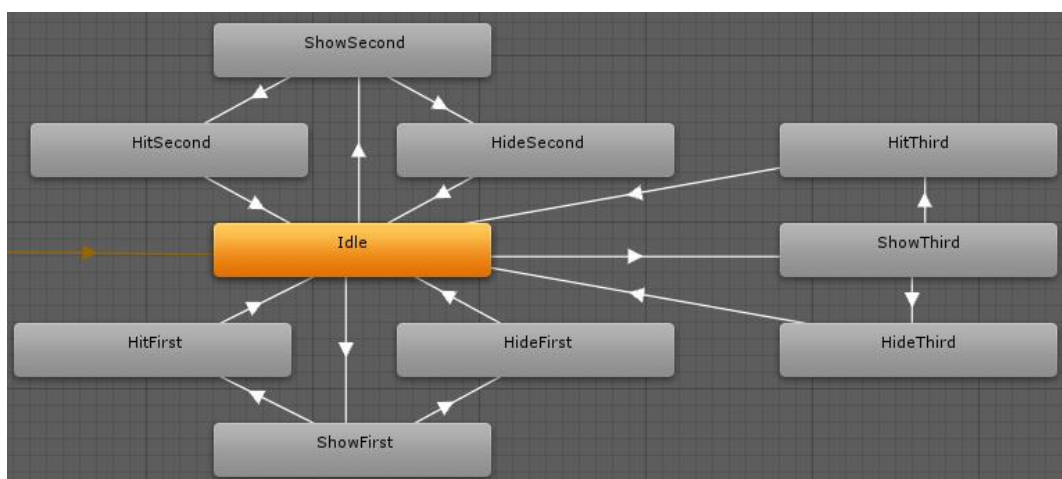 ShowSecond
HitSecond
HideSecond
HitThird
Idle
ShowThird
HitFirst
HideFirst
HideThird
ShowFirst